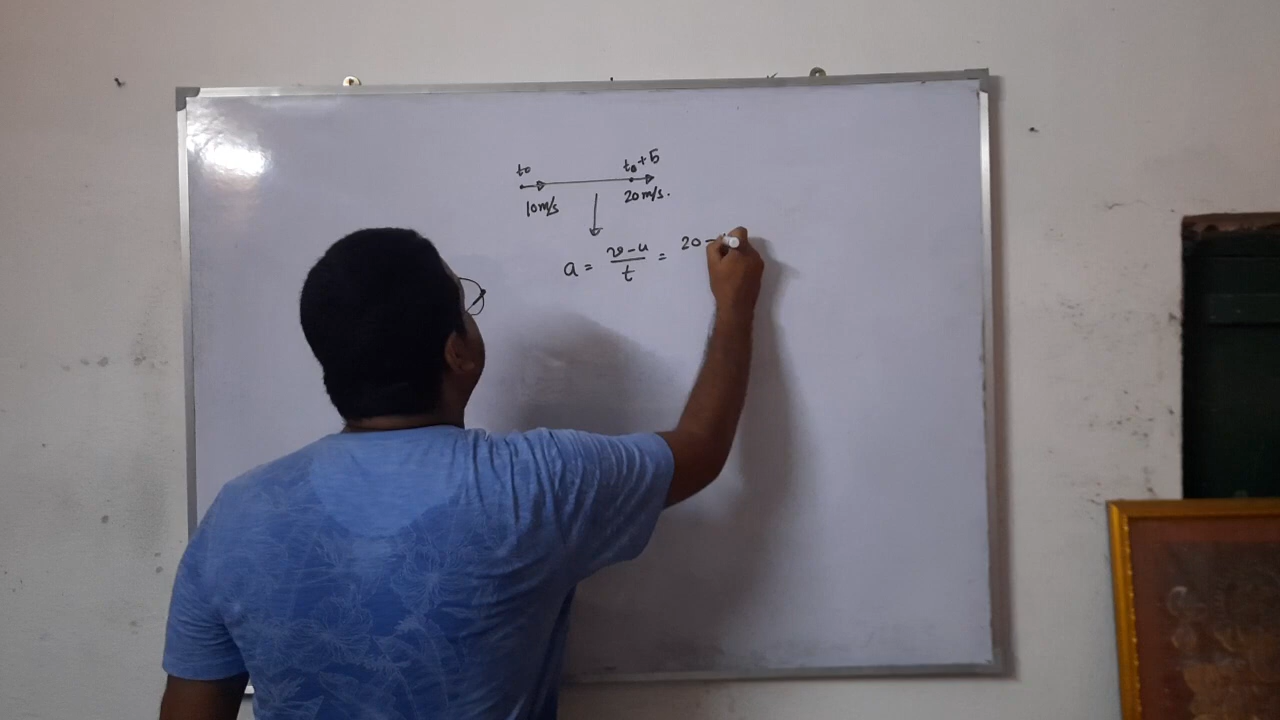 t₀ t₀+5
10m/s 20m/s.
a = v-u/t = 20-